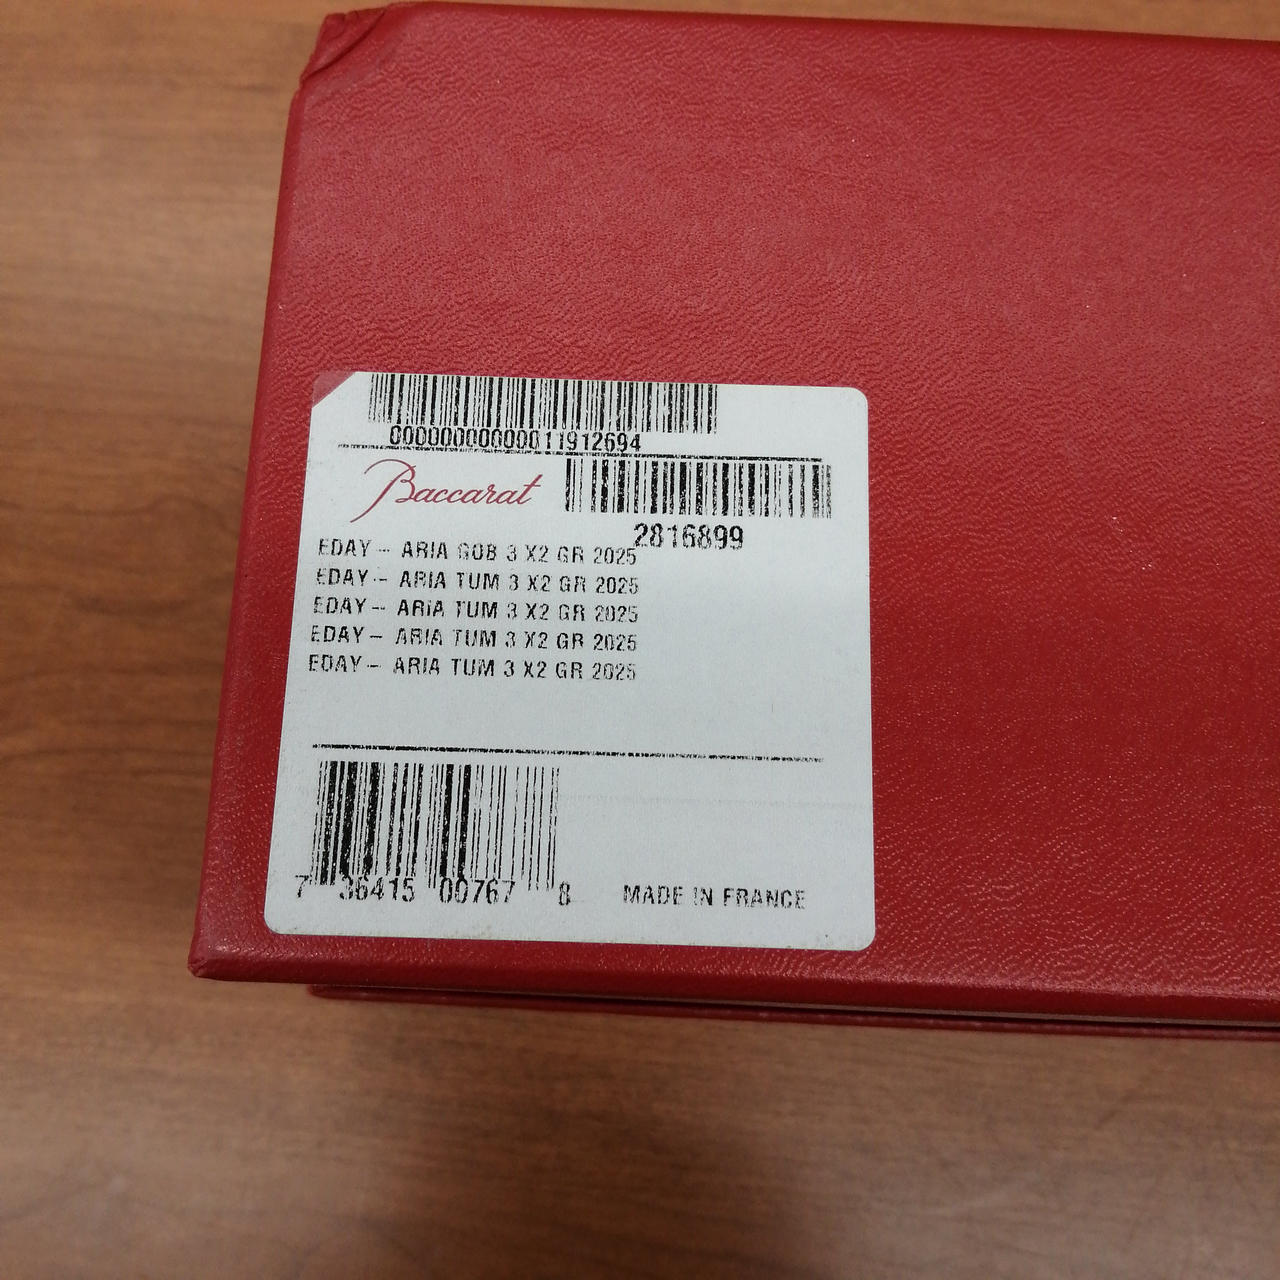 000000000000011912694
Baccarat
2816899
EDAY - ARIA GOB 3 X2 GR 2025
EDAY - ARIA TUM 3 X2 GR 2025
EDAY - ARIA TUM 3 X2 GR 2025
EDAY - ARIA TUM 3 X2 GR 2025
EDAY - ARIA TUM 3 X2 GR 2025
7 36415 00767 8
MADE IN FRANCE